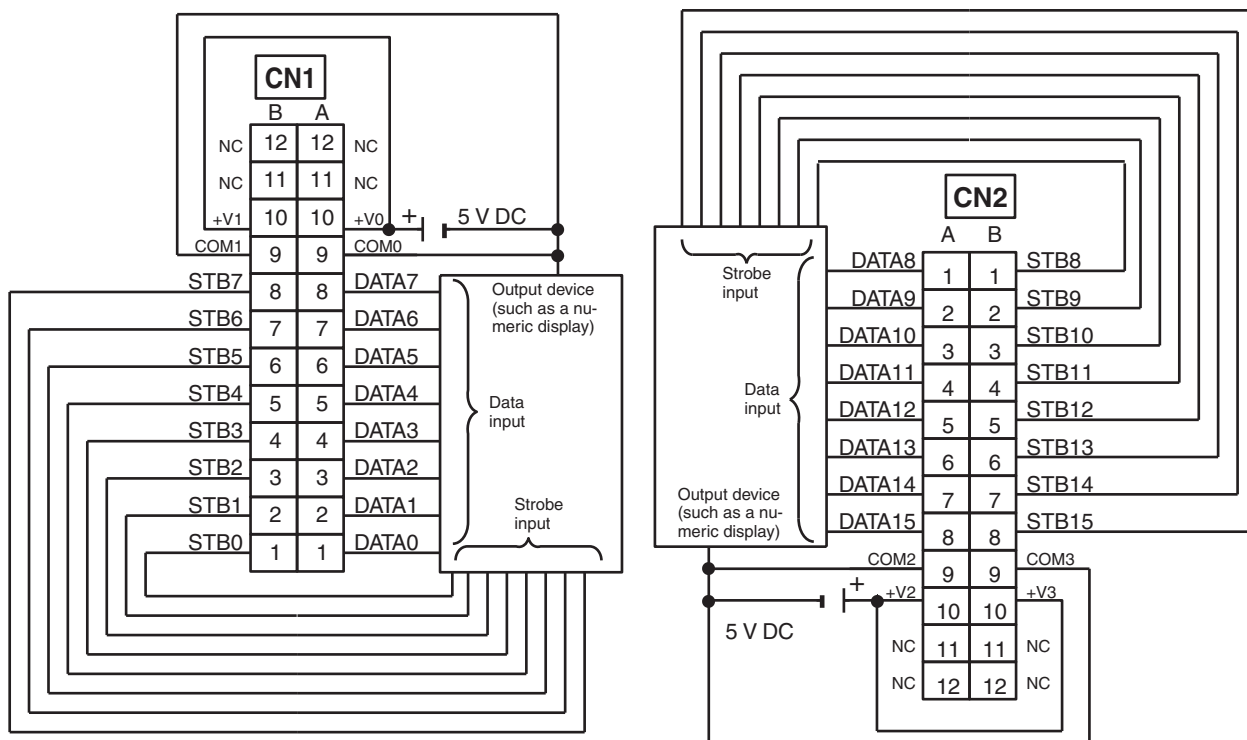 CN1
B A
NC 12 12 NC
NC 11 11 NC
+V1 10 10 +V0 + 5 V DC
COM1 9 9 COM0
STB7 8 8 DATA7
STB6 7 7 DATA6
STB5 6 6 DATA5
STB4 5 5 DATA4
STB3 4 4 DATA3
STB2 3 3 DATA2
STB1 2 2 DATA1
STB0 1 1 DATA0
Output device
(such as a nu-
meric display)
Data
input
Strobe
input
CN2
A B
DATA8 1 1 STB8
DATA9 2 2 STB9
DATA10 3 3 STB10
DATA11 4 4 STB11
DATA12 5 5 STB12
DATA13 6 6 STB13
DATA14 7 7 STB14
DATA15 8 8 STB15
COM2 9 9 COM3
+ +V2 10 10 +V3
NC 11 11 NC
NC 12 12 NC
Strobe
input
Data
input
Output device
(such as a nu-
meric display)
5 V DC